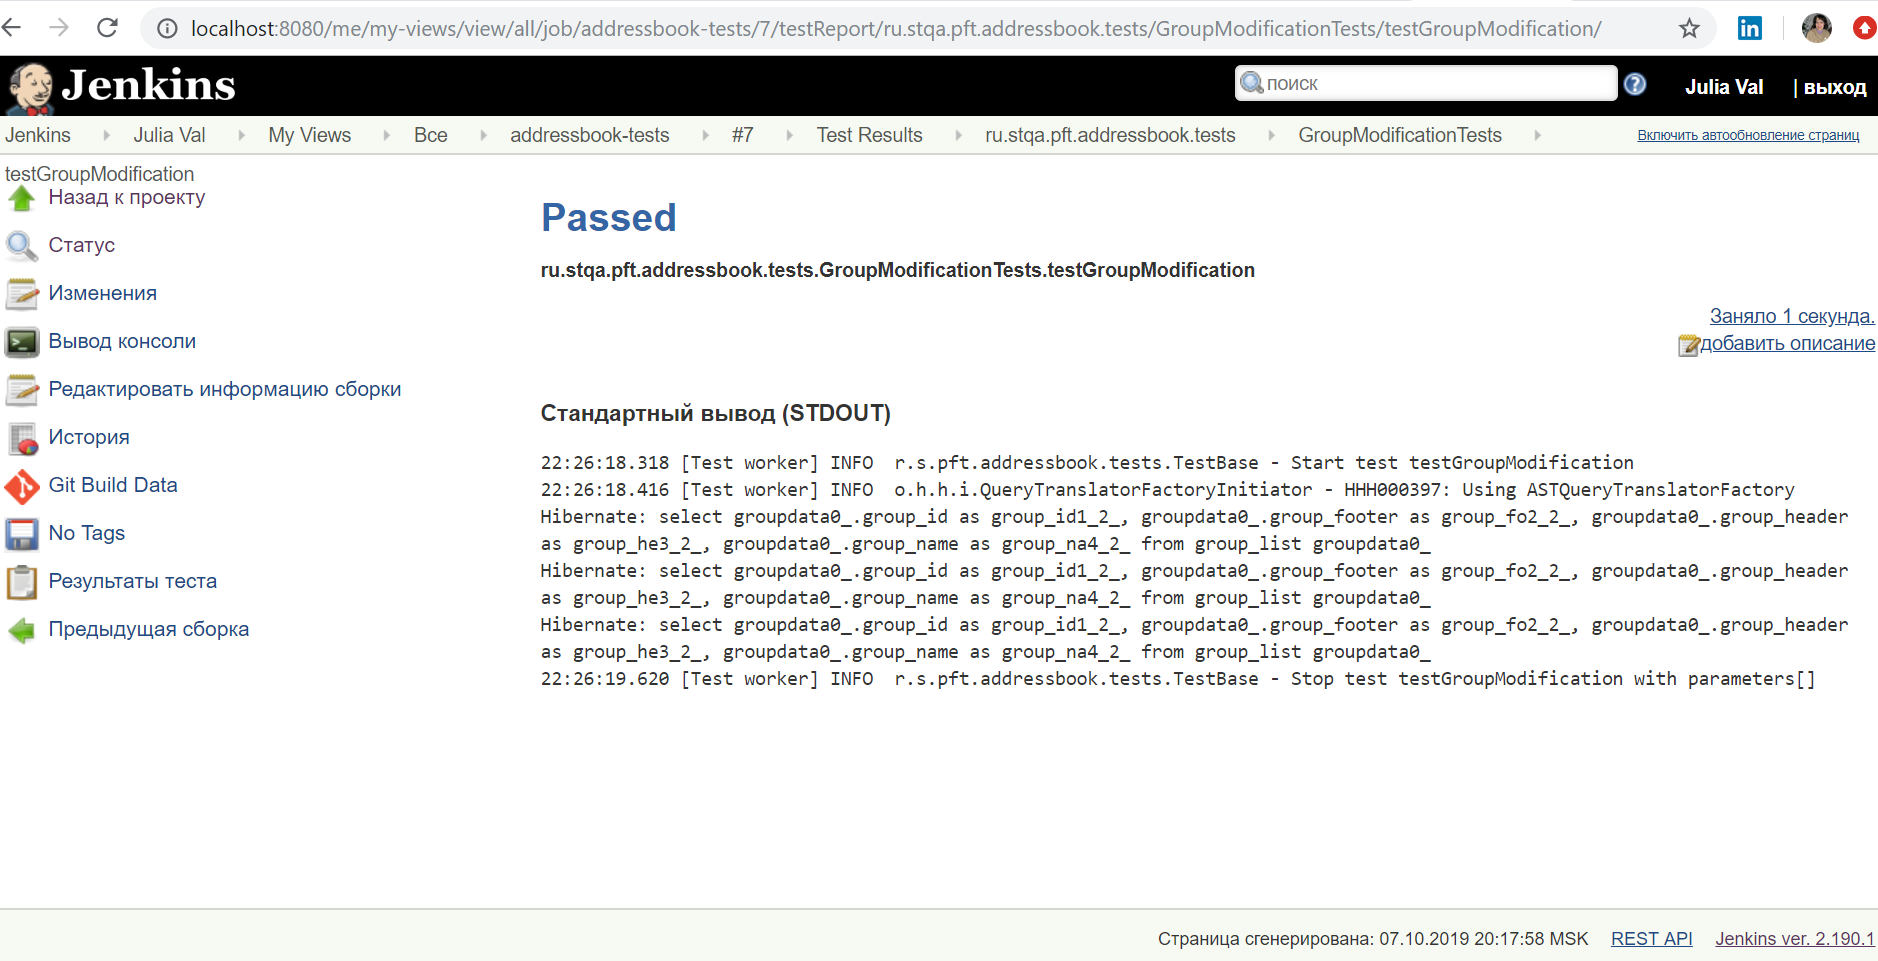 localhost:8080/me/my-views/view/all/job/addressbook-tests/7/testReport/ru.stqa.pft.addressbook.tests/GroupModificationTests/testGroupModification/
Jenkins
поиск
Julia Val
| выход
Jenkins
Julia Val
My Views
Все
addressbook-tests
#7
Test Results
ru.stqa.pft.addressbook.tests
GroupModificationTests
Включить автообновление страниц
testGroupModification
Назад к проекту
Статус
Изменения
Вывод консоли
Редактировать информацию сборки
История
Git Build Data
No Tags
Результаты теста
Предыдущая сборка
Passed
ru.stqa.pft.addressbook.tests.GroupModificationTests.testGroupModification
Заняло 1 секунда.
добавить описание
Стандартный вывод (STDOUT)
22:26:18.318 [Test worker] INFO  r.s.pft.addressbook.tests.TestBase - Start test testGroupModification
22:26:18.416 [Test worker] INFO  o.h.h.i.QueryTranslatorFactoryInitiator - HHH000397: Using ASTQueryTranslatorFactory
Hibernate: select groupdata0_.group_id as group_id1_2_, groupdata0_.group_footer as group_fo2_2_, groupdata0_.group_header
as group_he3_2_, groupdata0_.group_name as group_na4_2_ from group_list groupdata0_
Hibernate: select groupdata0_.group_id as group_id1_2_, groupdata0_.group_footer as group_fo2_2_, groupdata0_.group_header
as group_he3_2_, groupdata0_.group_name as group_na4_2_ from group_list groupdata0_
Hibernate: select groupdata0_.group_id as group_id1_2_, groupdata0_.group_footer as group_fo2_2_, groupdata0_.group_header
as group_he3_2_, groupdata0_.group_name as group_na4_2_ from group_list groupdata0_
22:26:19.620 [Test worker] INFO  r.s.pft.addressbook.tests.TestBase - Stop test testGroupModification with parameters[]
Страница сгенерирована: 07.10.2019 20:17:58 MSK
REST API
Jenkins ver. 2.190.1